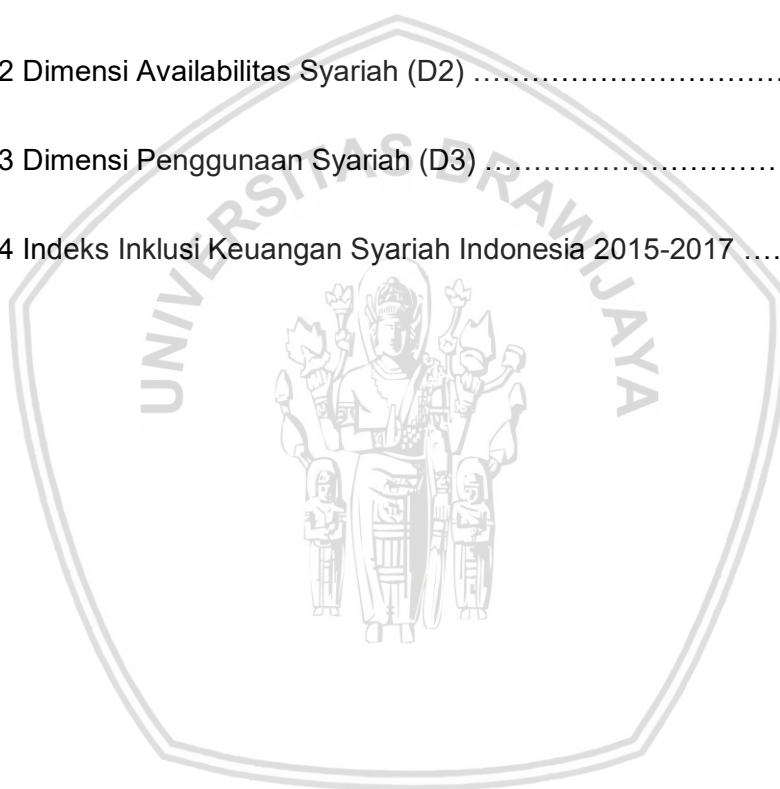 2 Dimensi Availabilitas Syariah (D2) ……………………………
3 Dimensi Penggunaan Syariah (D3) …………………………
4 Indeks Inklusi Keuangan Syariah Indonesia 2015-2017 ….
UNIVERSITAS BRAWIJAYA